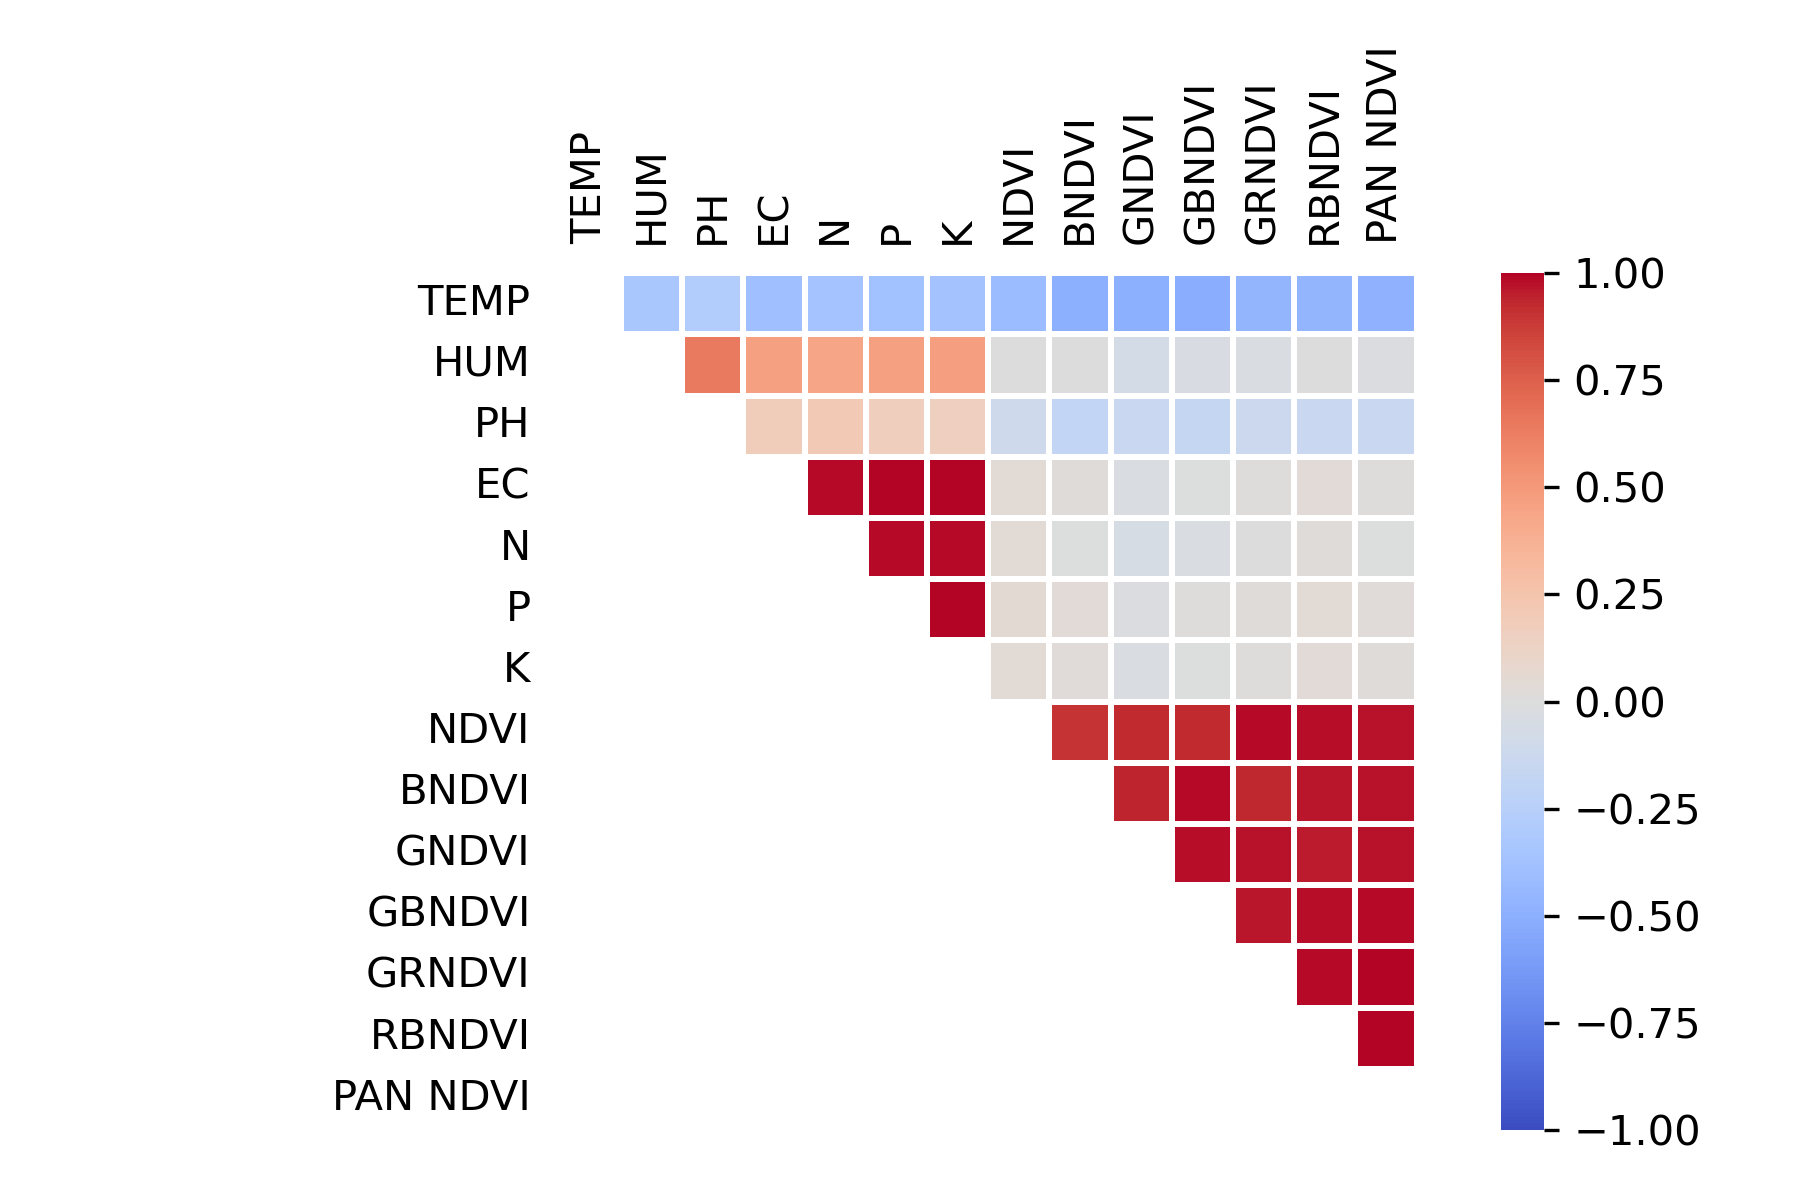 TEMP
HUM
PH
EC
N
P
K
NDVI
BNDVI
GNDVI
GBNDVI
GRNDVI
RBNDVI
PAN NDVI
TEMP
HUM
PH
EC
N
P
K
NDVI
BNDVI
GNDVI
GBNDVI
GRNDVI
RBNDVI
PAN NDVI
1.00
0.75
0.50
0.25
0.00
−0.25
−0.50
−0.75
−1.00